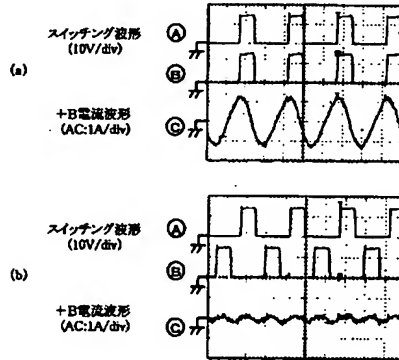 スイッチング波形
(10V/div)
Ⓐ
(a)
Ⓑ
+B電流波形
(AC:1A/div)
Ⓒ
スイッチング波形
(10V/div)
Ⓐ
(b)
Ⓑ
+B電流波形
(AC:1A/div)
Ⓒ